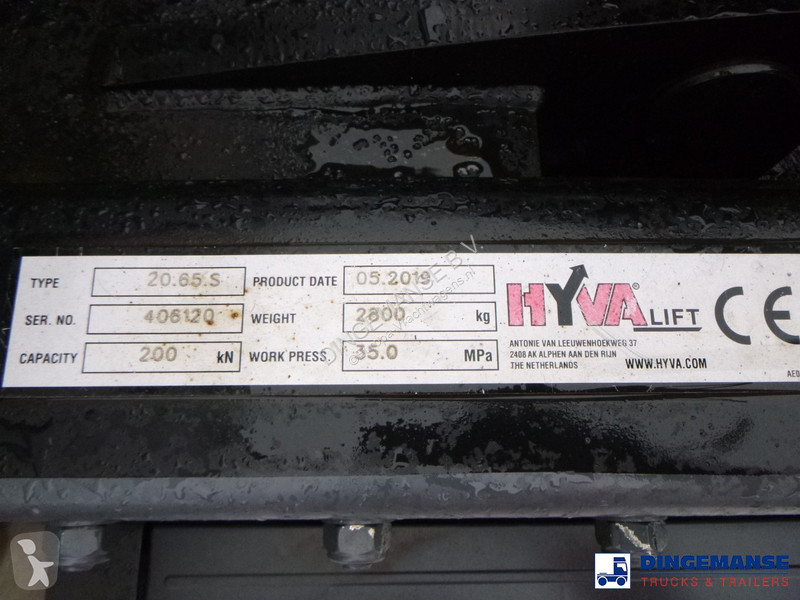 TYPE 20.65.S PRODUCT DATE 05.2019
SER. NO. 406120 WEIGHT 2800 kg
CAPACITY 200 kN WORK PRESS. 35.0 MPa
HYVA LIFT
ANTONIE VAN LEEUWENHOEKWEG 37
2408 AK ALPHEN AAN DEN RIJN
THE NETHERLANDS
WWW.HYVA.COM
CE
DINGEMANSE B.V.
DINGEMANSE
TRUCKS & TRAILERS